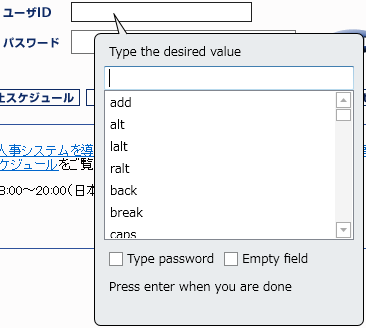 ユーザID
パスワード
Type the desired value
スケジュール
add
alt
人事システムを導
lalt
ケジュールをご覧
ralt
8:00～20:00(日本
back
break
caps
Type password
Empty field
Press enter when you are done